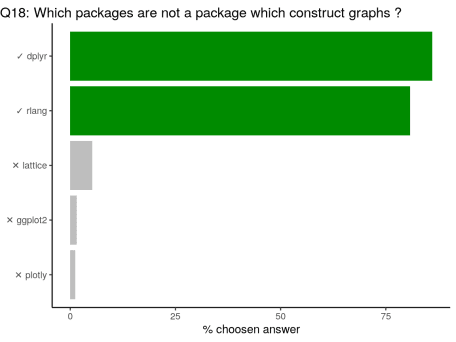 Q18: Which packages are not a package which construct graphs ?
✓ dplyr
✓ rlang
✕ lattice
✕ ggplot2
✕ plotly
0 25 50 75
% choosen answer